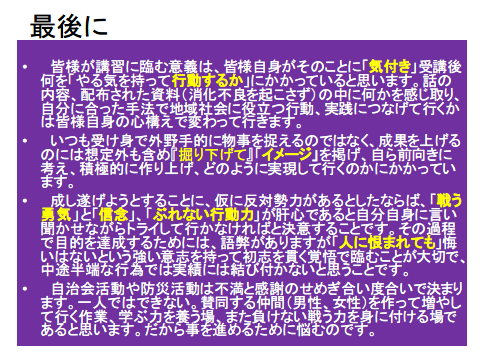 最後に
• 皆様が講習に臨む意義は、皆様自身がそのことに「気付き」受講後
何を「やる気を持って行動するか」にかかっていると思います。話の
内容、配布された資料（消化不良を起こさず）の中に何かを感じ取り、
自分に合った手法で地域社会に役立つ行動、実践につなげて行くか
は皆様自身の心構えで変わって行きます。
• いつも受け身で外野手的に物事を捉えるのではなく、成果を上げる
のには想定外も含め『掘り下げて』「イメージ」を掲げ、自ら前向きに
考え、積極的に作り上げ、どのように実現して行くのかにかかってい
ます。
• 成し遂げようとすることに、仮に反対勢力があるとしたならば、「戦う
勇気」と「信念」、「ぶれない行動力」が肝心であると自分自身に言い
聞かせながらトライして行かなければと決意することです。その過程
で目的を達成するためには、語弊がありますが「人に恨まれても」悔
いはないという強い意志を持って初志を貫く覚悟で臨むことが大切で、
中途半端な行為では実績には結び付かないと思うことです。
• 自治会活動や防災活動は不満と感謝のせめぎ合い度合いで決まり
ます。一人ではできない。賛同する仲間（男性、女性）を作って増やし
て行く作業、学ぶ力を養う場、また負けない戦う力を身に付ける場で
あると思います。だから事を進めるために悩むのです。